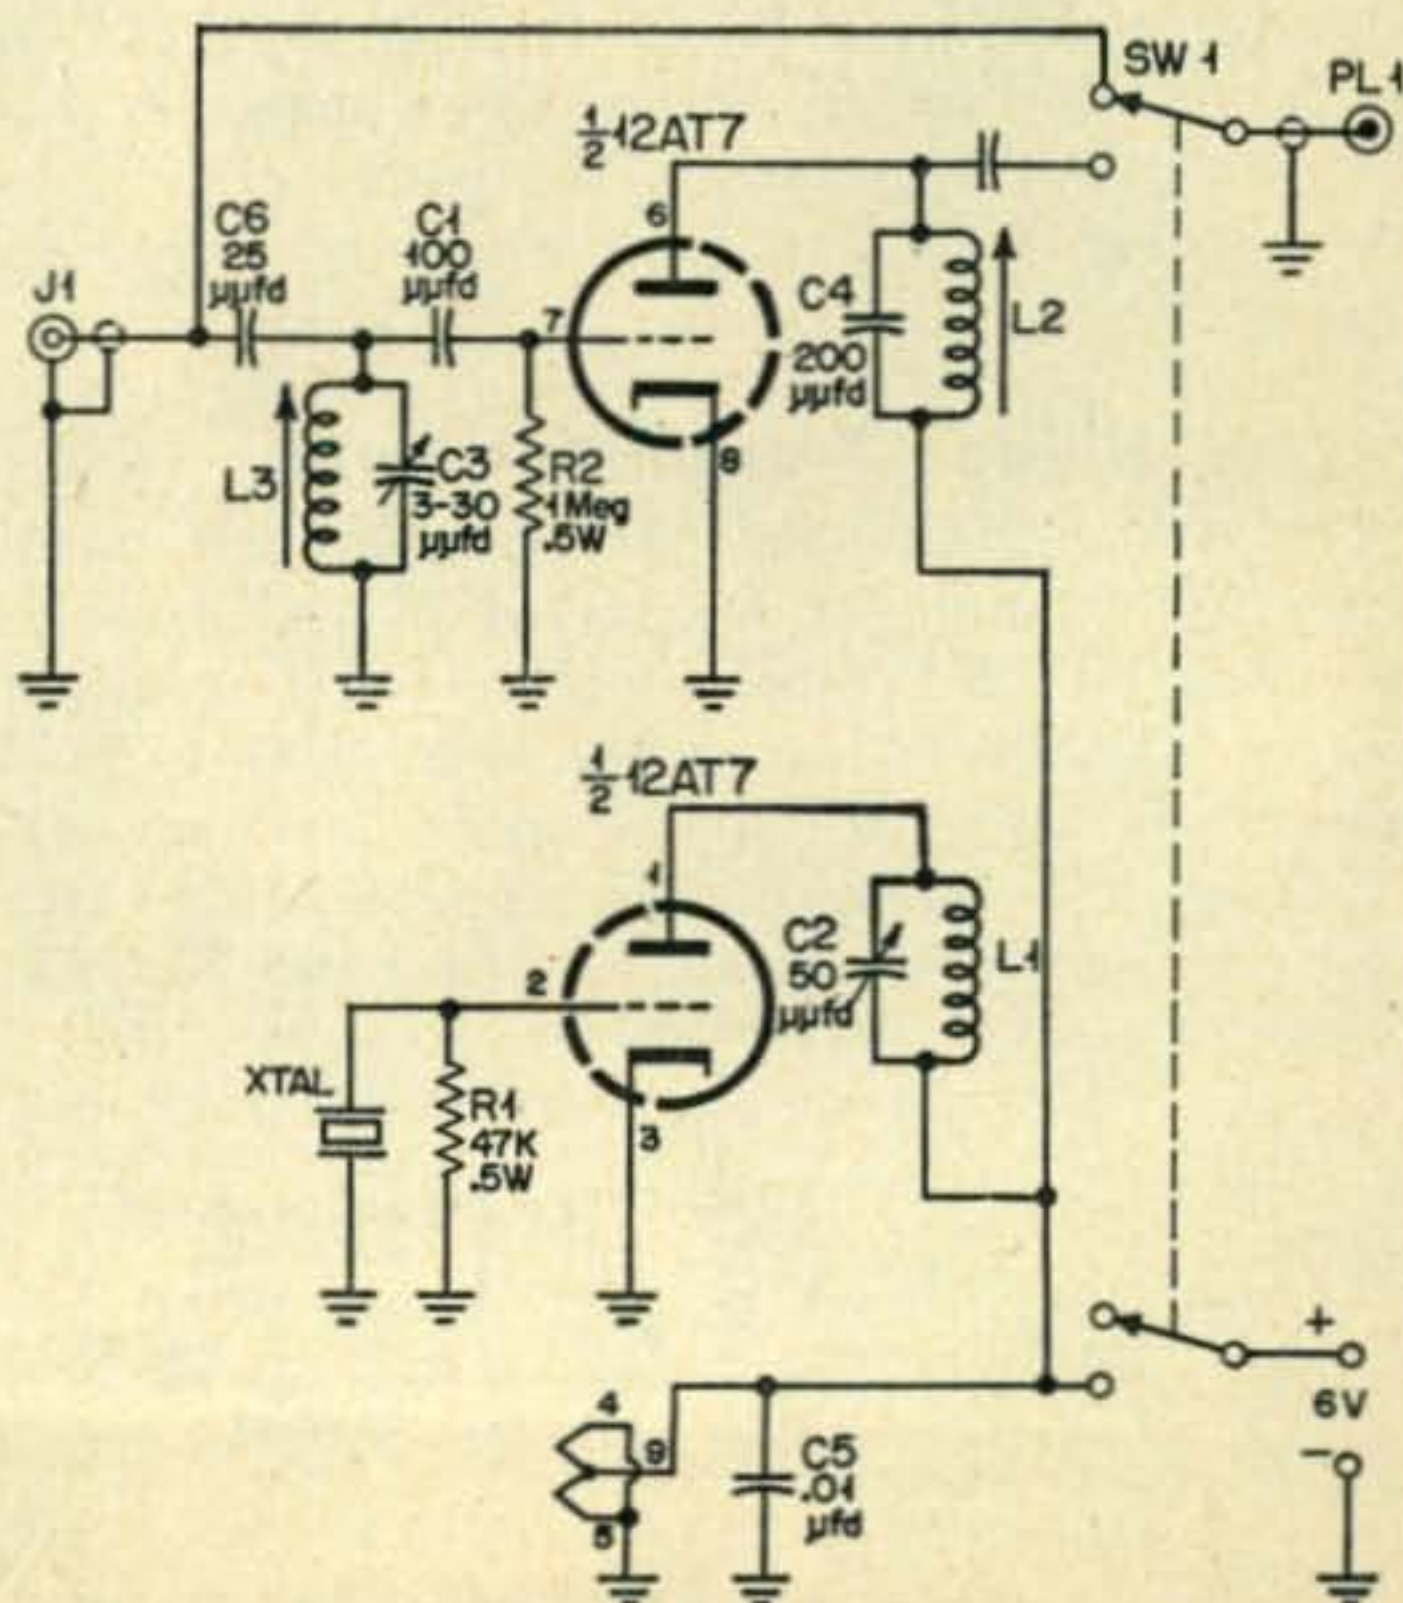 SW 1
PL 1
1/2 12AT7
6
C6
25
µµfd
C1
100
µµfd
J1
7
C4
200
µµfd
L2
8
L3
C3
3-30
µµfd
R2
1 Meg
.5W
1/2 12AT7
1
C2
50
µµfd
L1
2
XTAL
R1
47K
.5W
3
+
6V
−
4
9
5
C5
.01
µfd